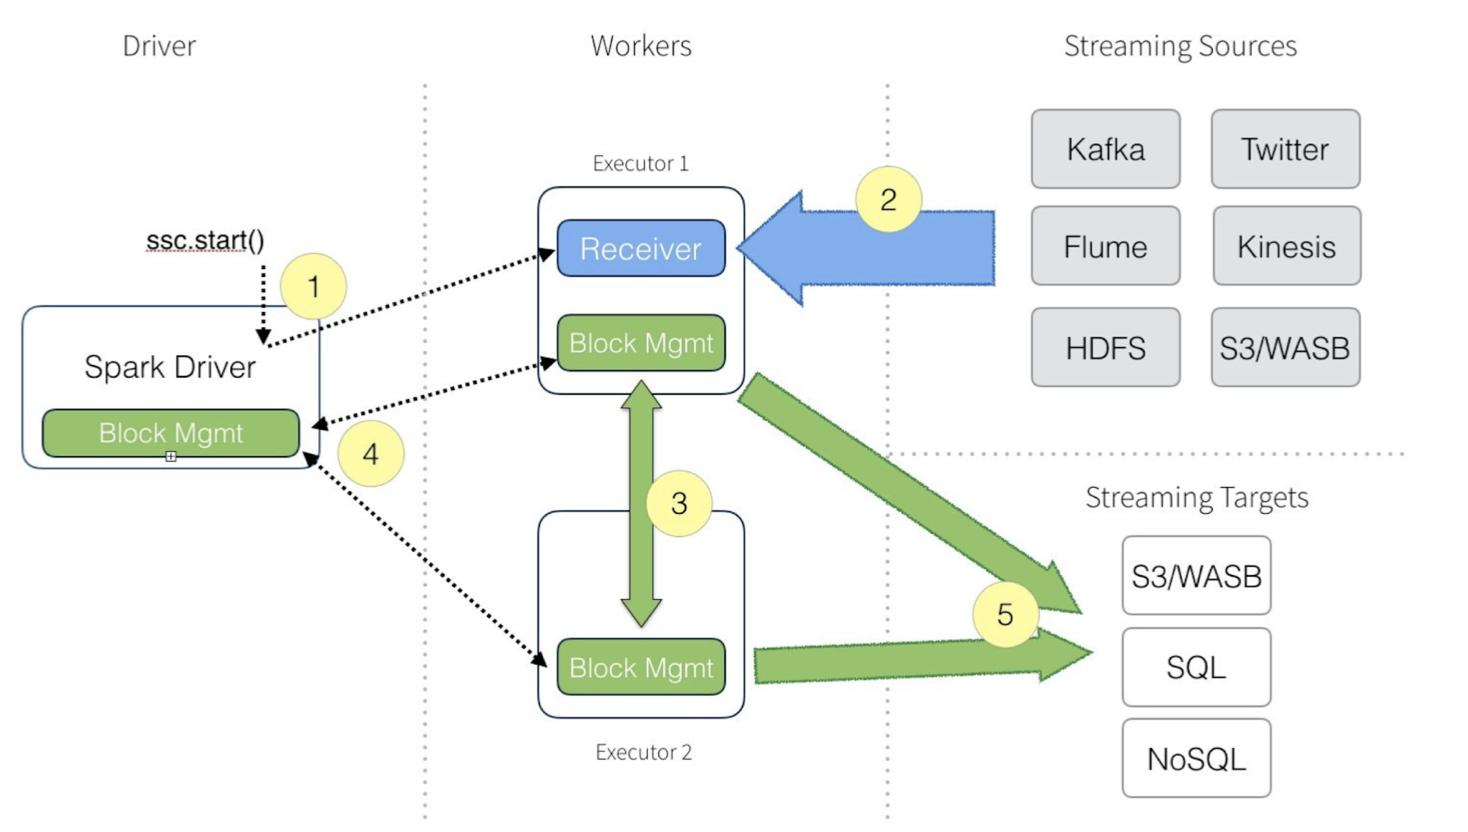 Driver
Workers
Streaming Sources
Kafka
Twitter
Executor 1
2
ssc.start()
Receiver
Flume
Kinesis
1
Block Mgmt
HDFS
S3/WASB
Spark Driver
Block Mgmt
4
3
Streaming Targets
S3/WASB
5
Block Mgmt
SQL
Executor 2
NoSQL